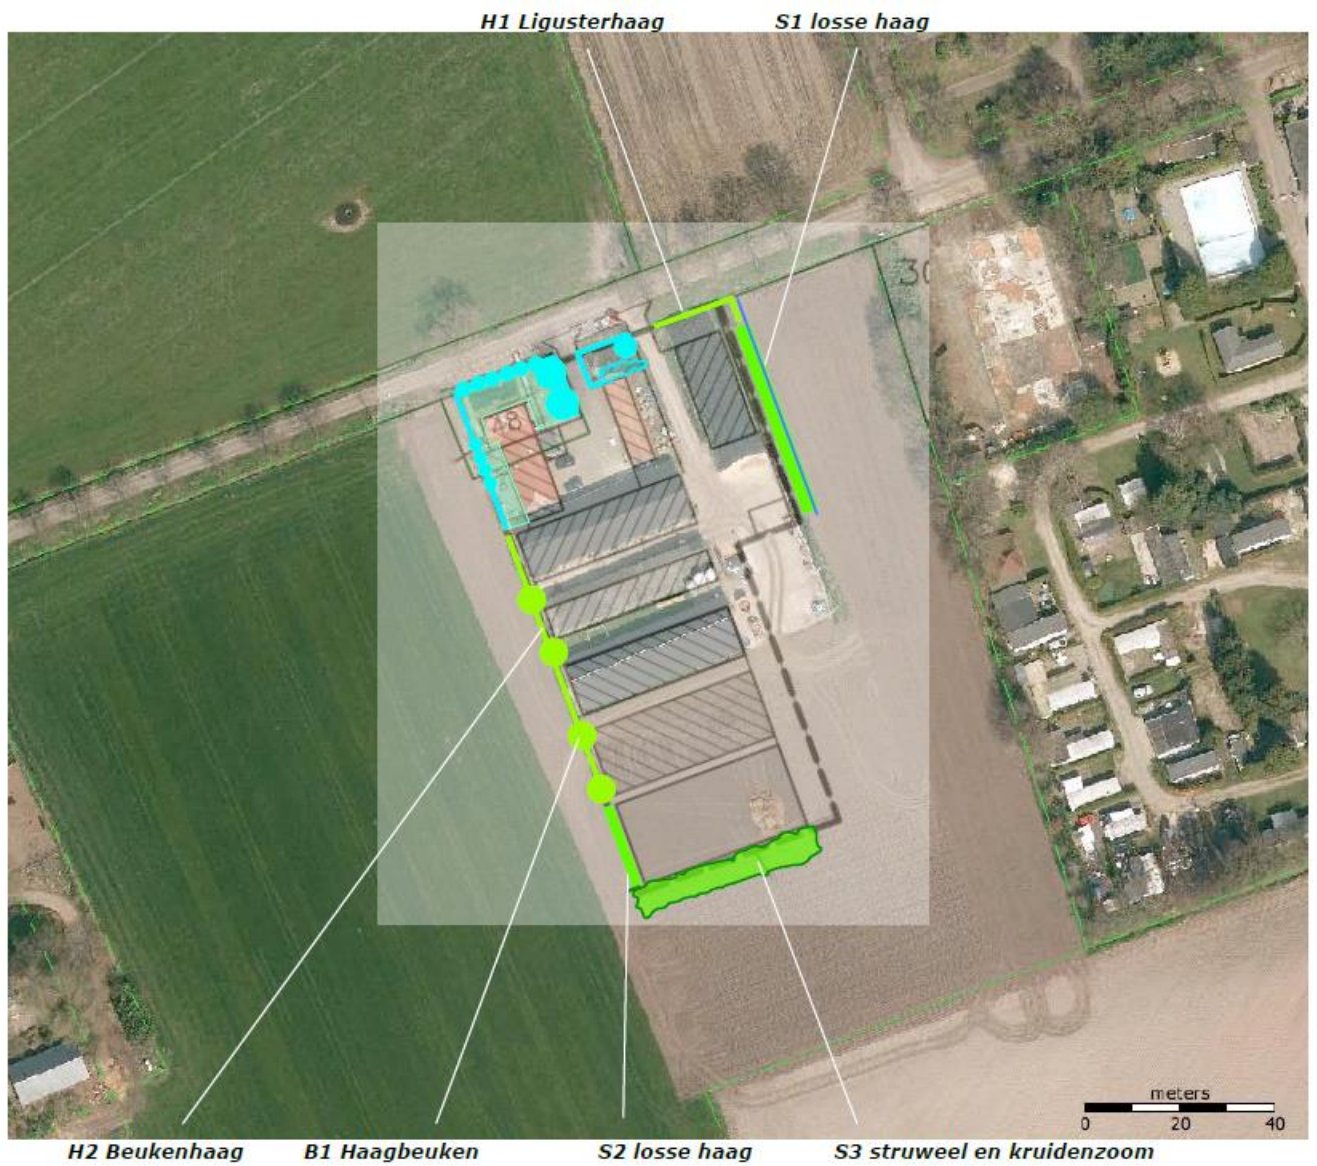 H1 Ligusterhaag
S1 losse haag
48
meters
0 20 40
H2 Beukenhaag
B1 Haagbeuken
S2 losse haag
S3 struweel en kruidenzoom